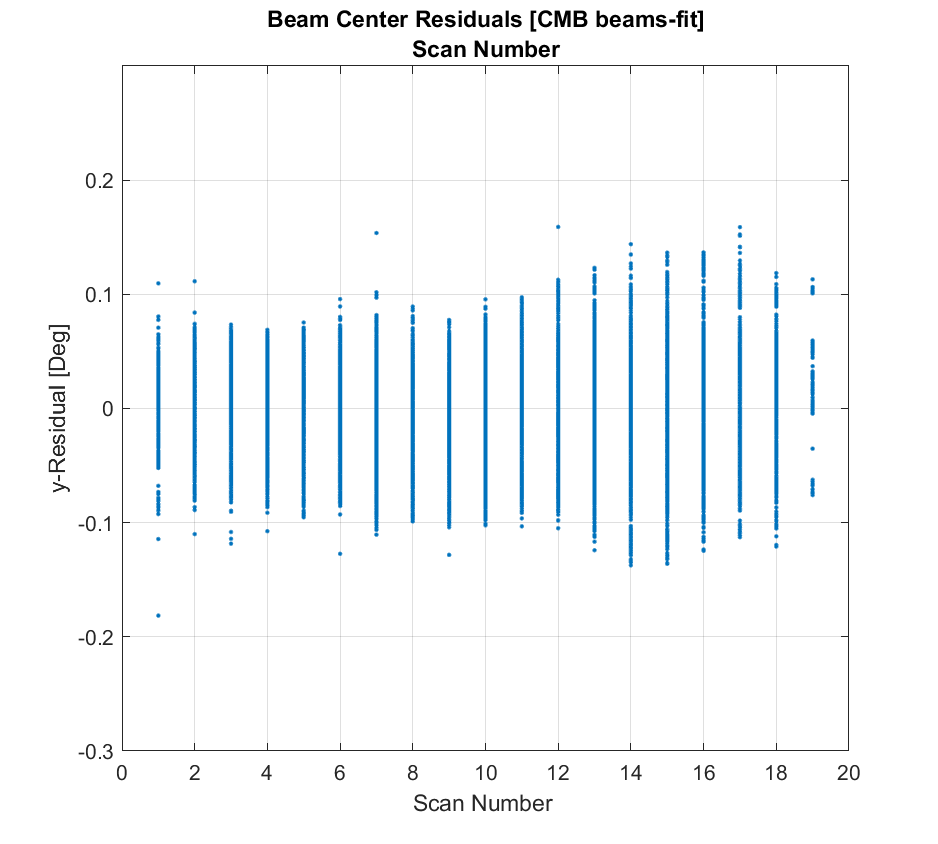 Beam Center Residuals [CMB beams-fit]
Scan Number
0.2
0.1
0
-0.1
-0.2
-0.3
y-Residual [Deg]
0 2 4 6 8 10 12 14 16 18 20
Scan Number